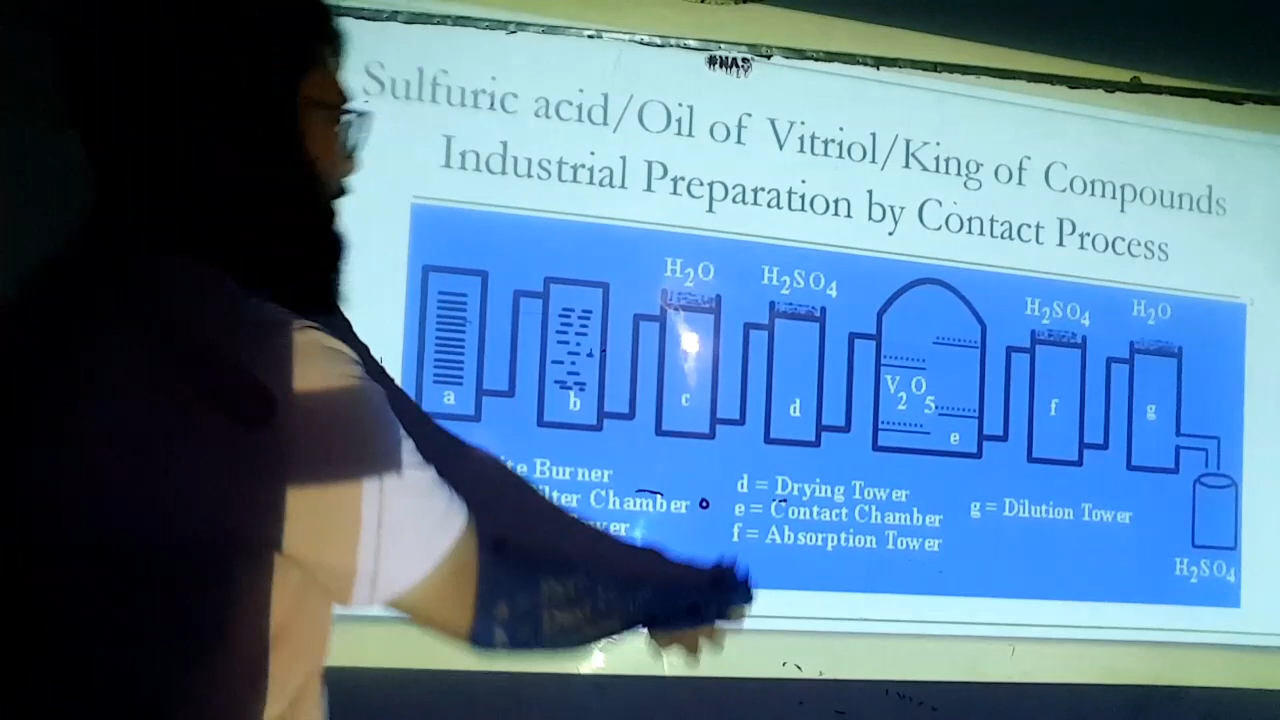 #NAS
Sulfuric acid/Oil of Vitriol/King of Compounds
Industrial Preparation by Contact Process
H2O
H2SO4
H2SO4
H2O
V2O5
a
b
c
d
e
f
g
Burner
Chamber
d = Drying Tower
e = Contact Chamber
f = Absorption Tower
g = Dilution Tower
H2SO4